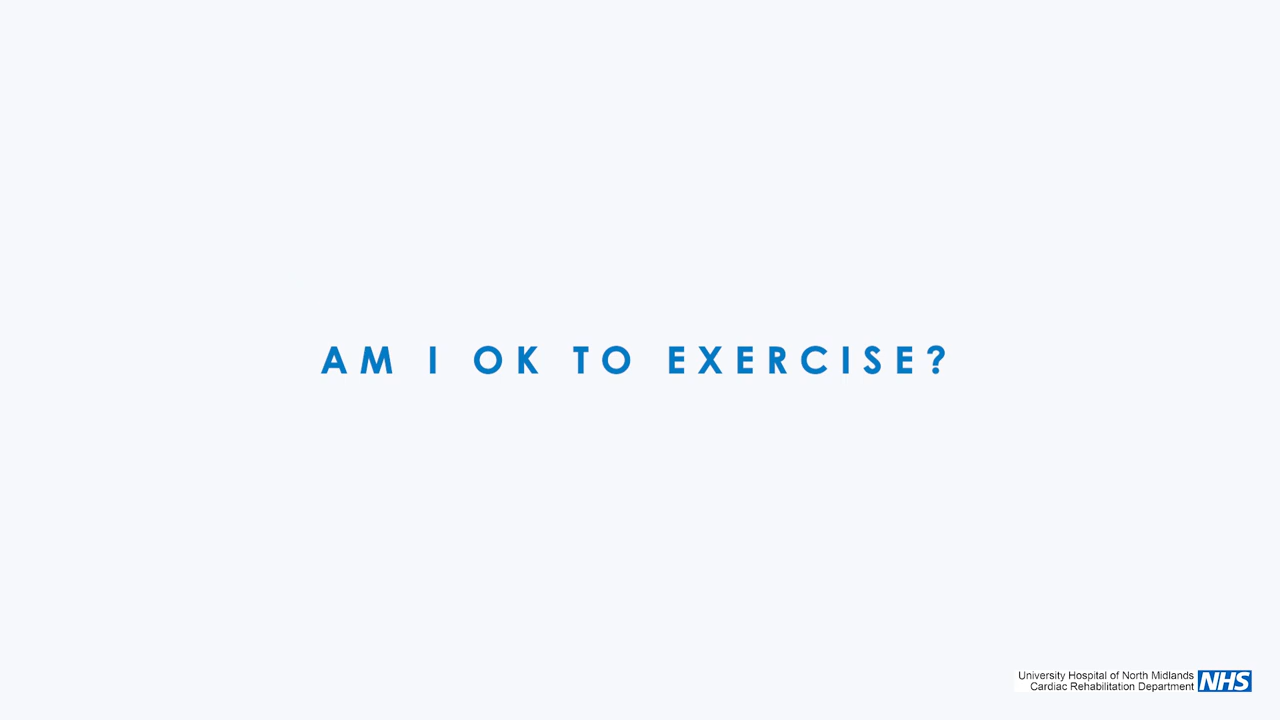 AM I OK TO EXERCISE?
University Hospital of North Midlands
Cardiac Rehabilitation Department NHS